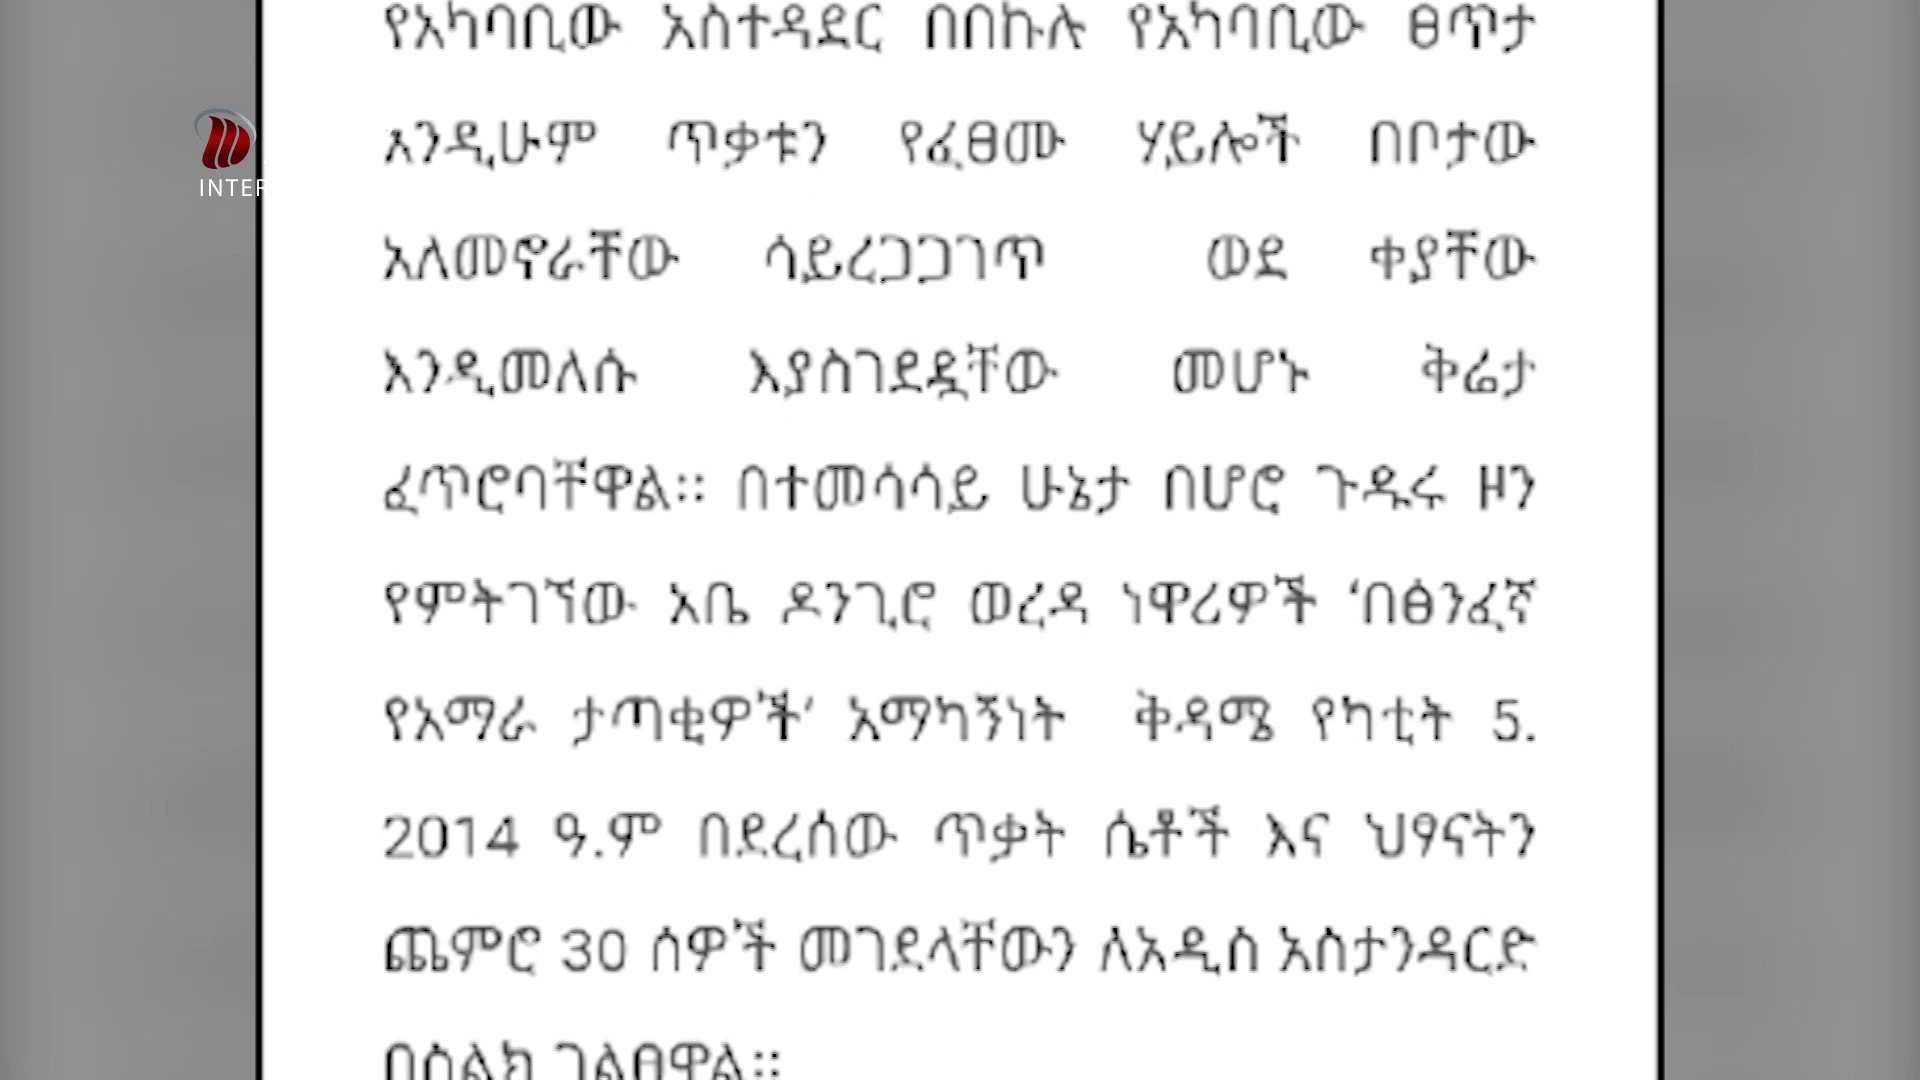 የአካባቢው አስተዳደር በበኩሉ የአካባቢው ፀጥታ
እንዲሁም ጥቃቱን የፈፀሙ ሃይሎች በቦታው
አለመኖራቸው ሳይረጋጋገጥ ወደ ቀያቸው
INTER
እንዲመለሱ እያስገደዷቸው መሆኑ ቅሬታ
ፈጥሮባቸዋል። በተመሳሳይ ሁኔታ በሆሮ ጉዱሩ ዞን
የምትገኘው አቤ ዶንጊሮ ወረዳ ነዋሪዎች ‘በፅንፈኛ
የአማራ ታጣቂዎች’ አማካኝነት ቅዳሜ የካቲት 5.
2014 ዓ.ም በደረሰው ጥቃት ሴቶች እና ህፃናትን
ጨምሮ 30 ሰዎች መገደላቸውን ለአዲስ አስታንዳርድ
በስልክ ገልፀዋል።